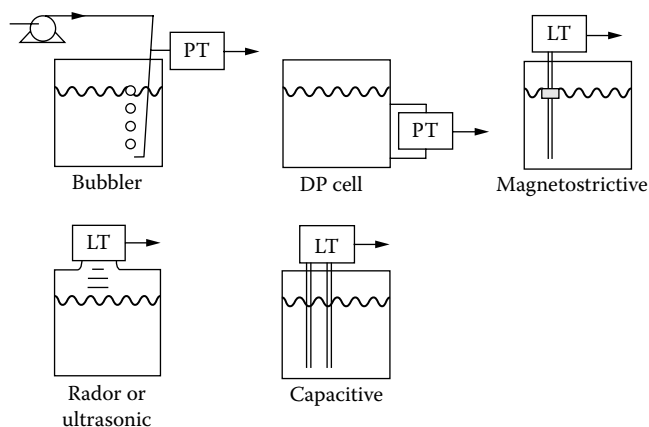 PT
Bubbler
PT
DP cell
LT
Magnetostrictive
LT
Rador or
ultrasonic
LT
Capacitive